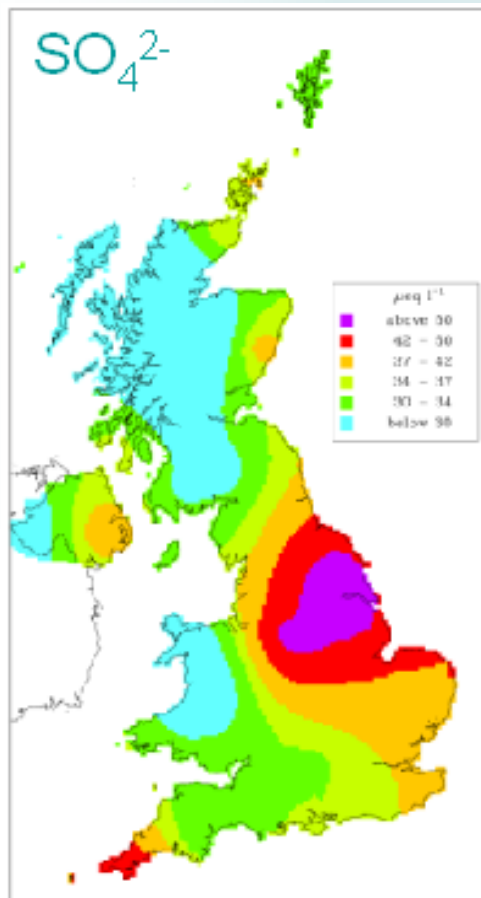 SO₄²⁻
μeq l⁻¹
above 50
42 - 50
37 - 42
34 - 37
30 - 34
below 30